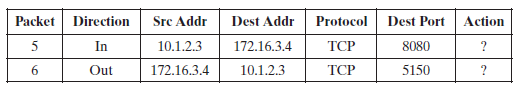 Packet Direction Src Addr Dest Addr Protocol Dest Port Action
5 In 10.1.2.3 172.16.3.4 TCP 8080 ?
6 Out 172.16.3.4 10.1.2.3 TCP 5150 ?